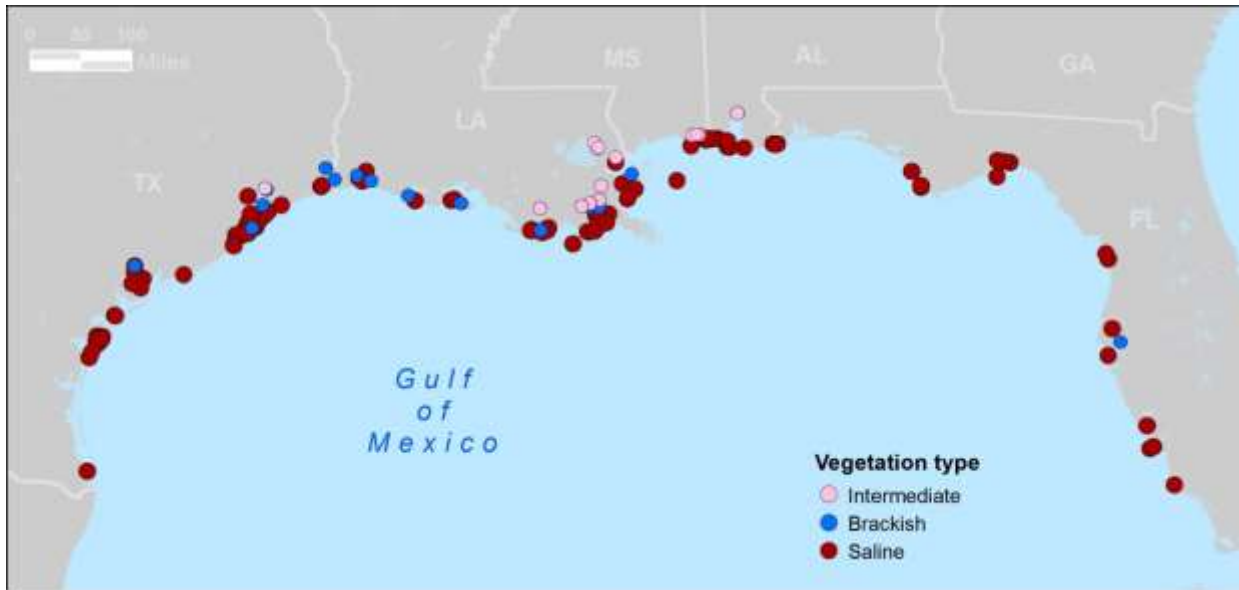 0 50 100
Miles
MS
AL
GA
LA
TX
FL
Gulf
of
Mexico
Vegetation type
Intermediate
Brackish
Saline